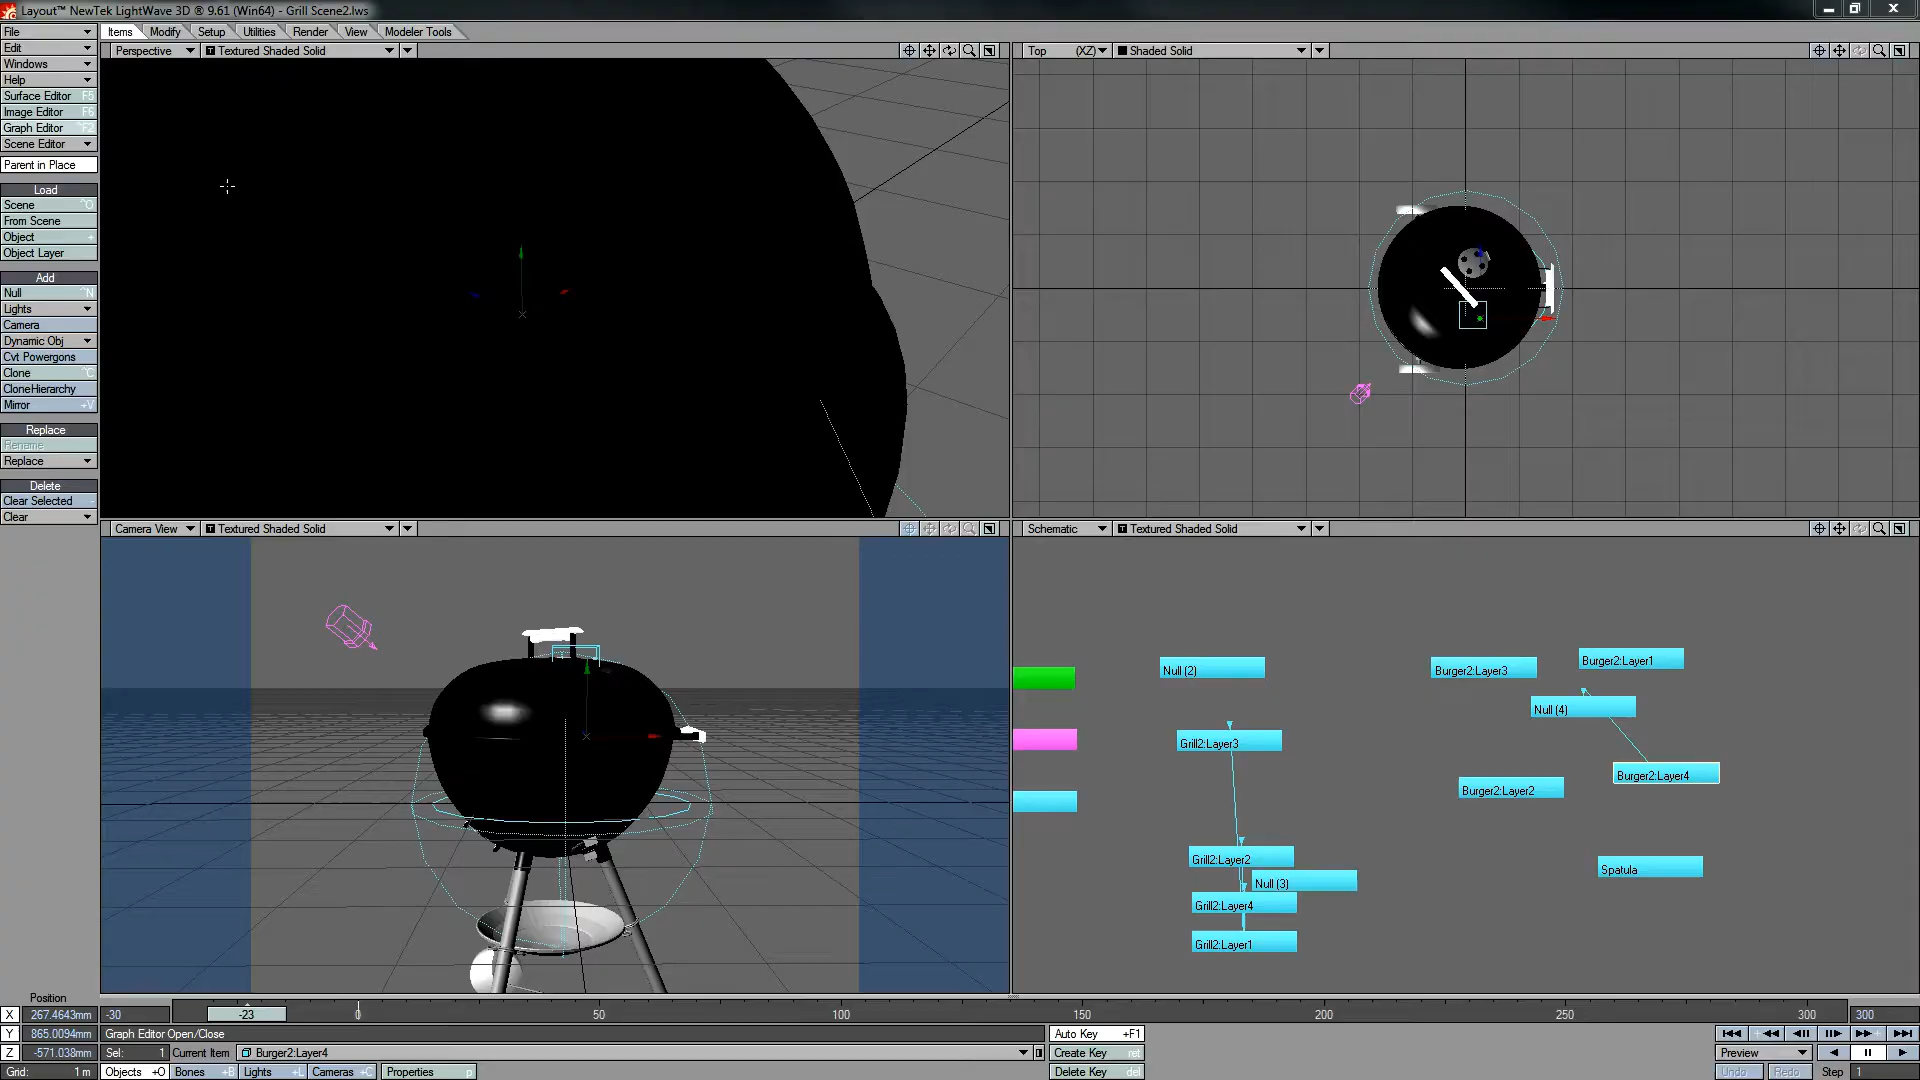 Layout™ NewTek LightWave 3D ® 9.61 (Win64) - Grill Scene2.lws
File
Items Modify Setup Utilities Render View Modeler Tools
Edit
Perspective T Textured Shaded Solid
Top (XZ) Shaded Solid
Windows
Help
Surface Editor F5
Image Editor F6
Graph Editor ^F2
Scene Editor
Parent in Place
Load
Scene ^O
From Scene
Object +
Object Layer
Add
Null ^N
Lights
Camera
Dynamic Obj
Cvt Powergons
Clone ^C
CloneHierarchy
Mirror +V
Replace
Rename
Replace
Delete
Clear Selected -
Clear
Camera View T Textured Shaded Solid
Schematic T Textured Shaded Solid
Null (2)
Burger2:Layer3
Burger2:Layer1
Null (4)
Grill2:Layer3
Burger2:Layer4
Burger2:Layer2
Grill2:Layer2
Spatula
Null (3)
Grill2:Layer4
Grill2:Layer1
Position
X 267.4643mm -30 -23 0 50 100 150 200 250 300 300
Y 865.0094mm Graph Editor Open/Close Auto Key +F1
Z -571.038mm Sel: 1 Current Item Burger2:Layer4 Create Key ret Preview
Grid: 1 m Objects +O Bones +B Lights +L Cameras +C Properties p Delete Key del Undo Redo Step 1